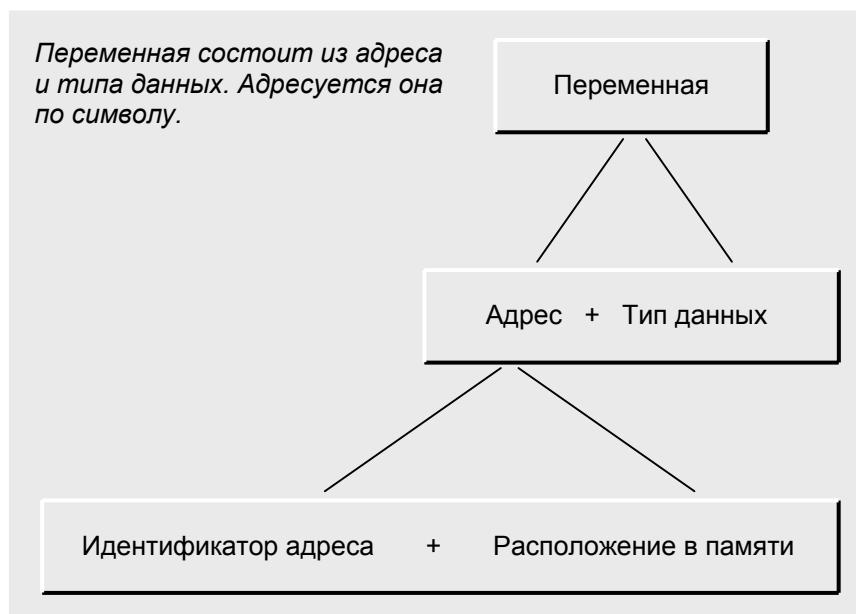 Переменная состоит из адреса
и типа данных. Адресуется она
по символу.
Переменная
Адрес + Тип данных
Идентификатор адреса + Расположение в памяти